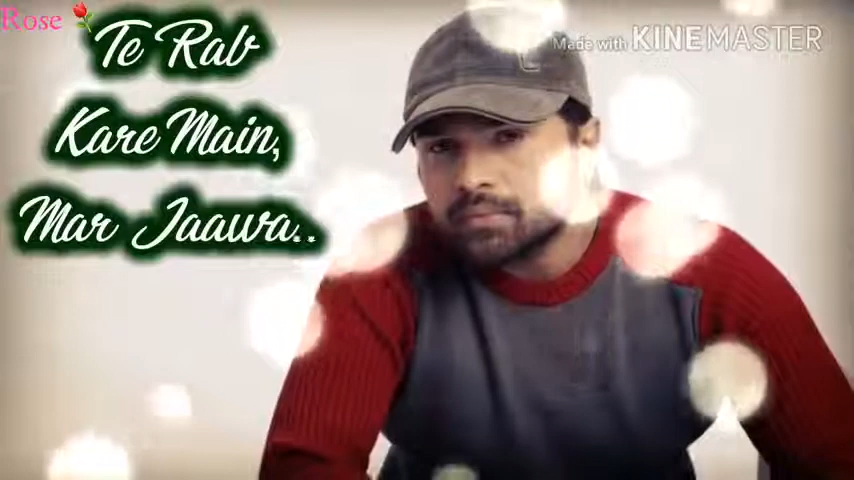 Rose🌹
Made with KINEMASTER
Te Rab
Kare Main,
Mar Jaawa..